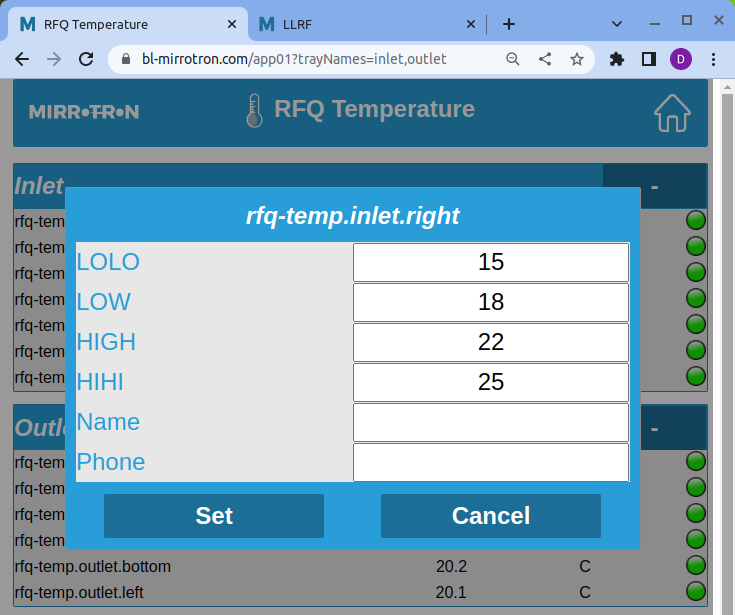 RFQ Temperature
LLRF
bl-mirrotron.com/app01?trayNames=inlet,outlet
D
MIRROTRON RFQ Temperature
Inlet -
rfq-temp.inlet.right
rfq-tem
LOLO 15
rfq-tem
LOW 18
rfq-tem
rfq-tem
HIGH 22
rfq-tem
rfq-tem
HIHI 25
rfq-tem
Name
Outl -
Phone
rfq-tem
rfq-tem
rfq-tem
Set Cancel
rfq-tem
rfq-temp.outlet.bottom 20.2 C
rfq-temp.outlet.left 20.1 C